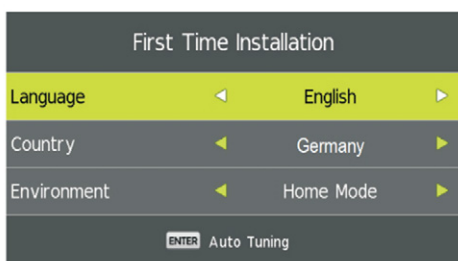 First Time Installation
Language English
Country Germany
Environment Home Mode
ENTER Auto Tuning